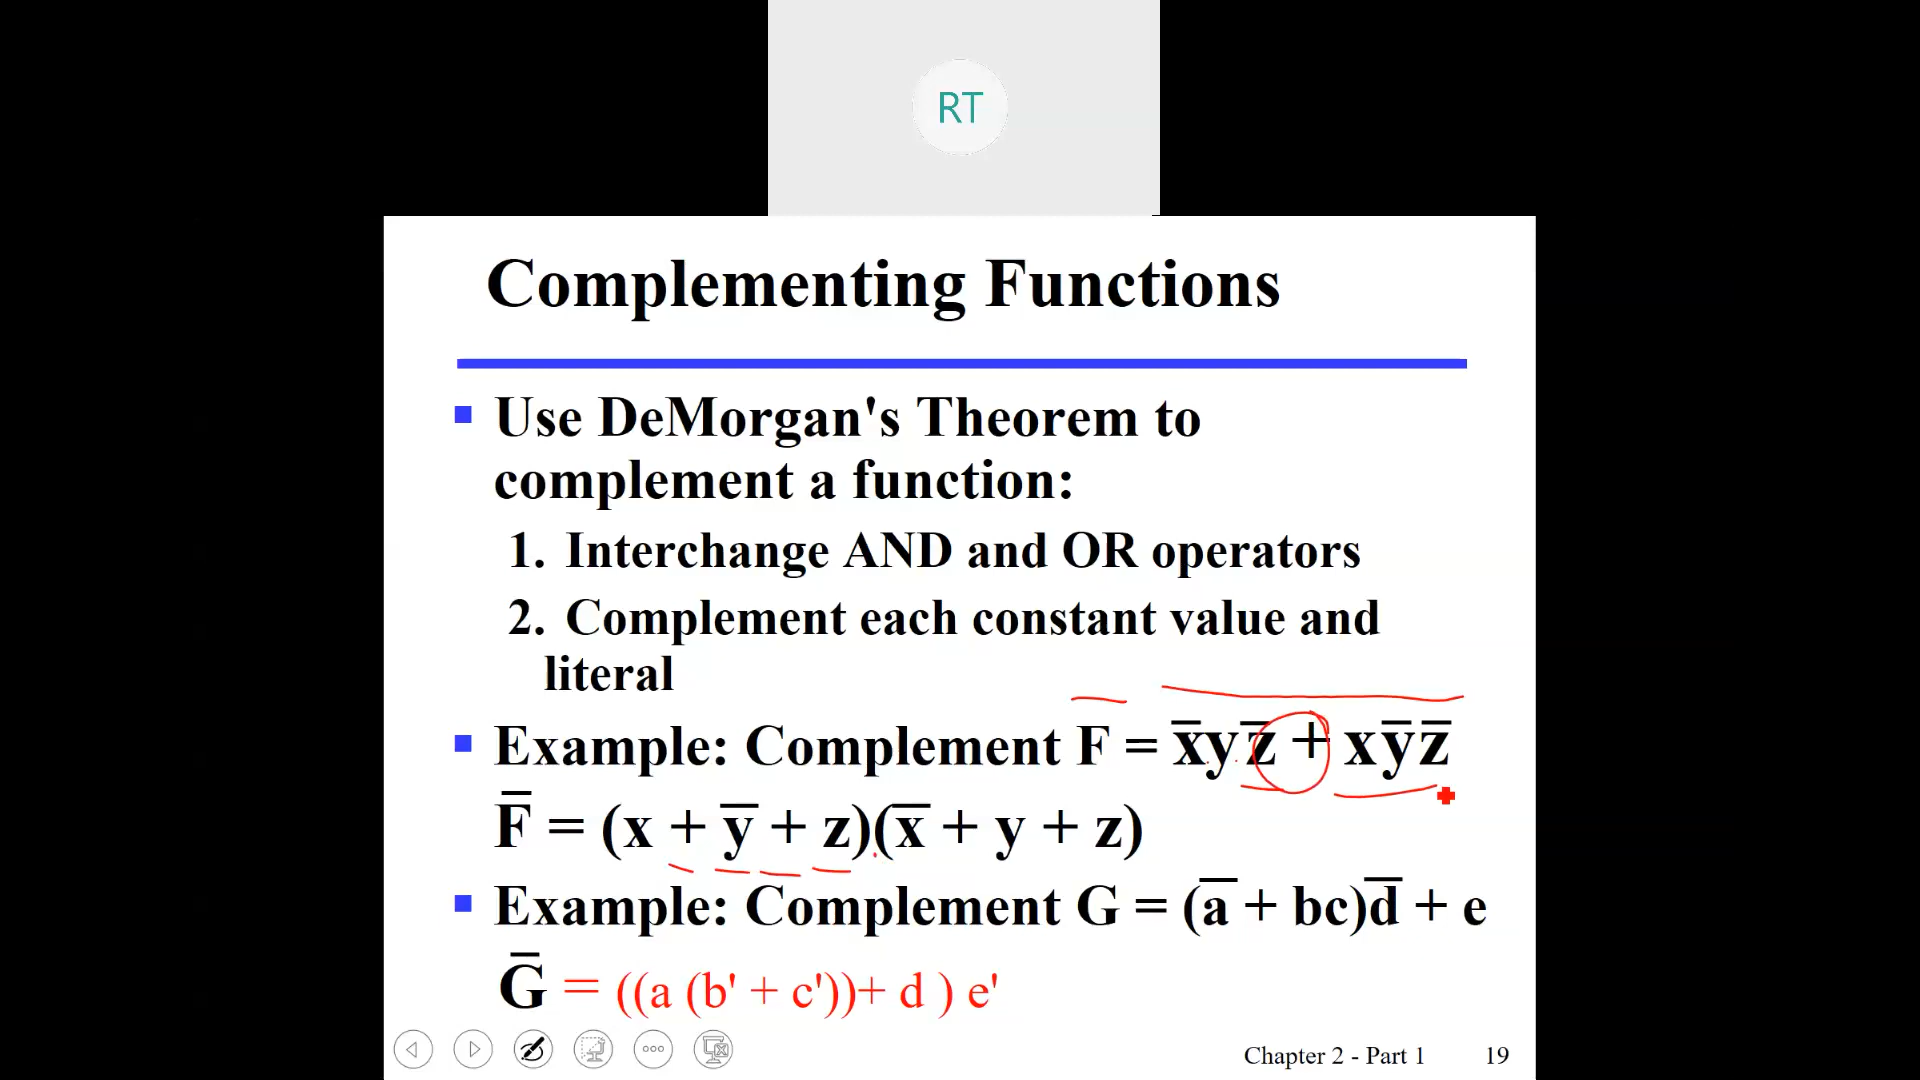 RT
Complementing Functions
Use DeMorgan's Theorem to
complement a function:
1. Interchange AND and OR operators
2. Complement each constant value and
literal
Example: Complement F = x̅yz̅ + xy̅z̅
F̅ = (x + y̅ + z)(x̅ + y + z)
Example: Complement G = (a̅ + bc)d̅ + e
G̅ = ((a (b' + c'))+ d ) e'
Chapter 2 - Part 1 19